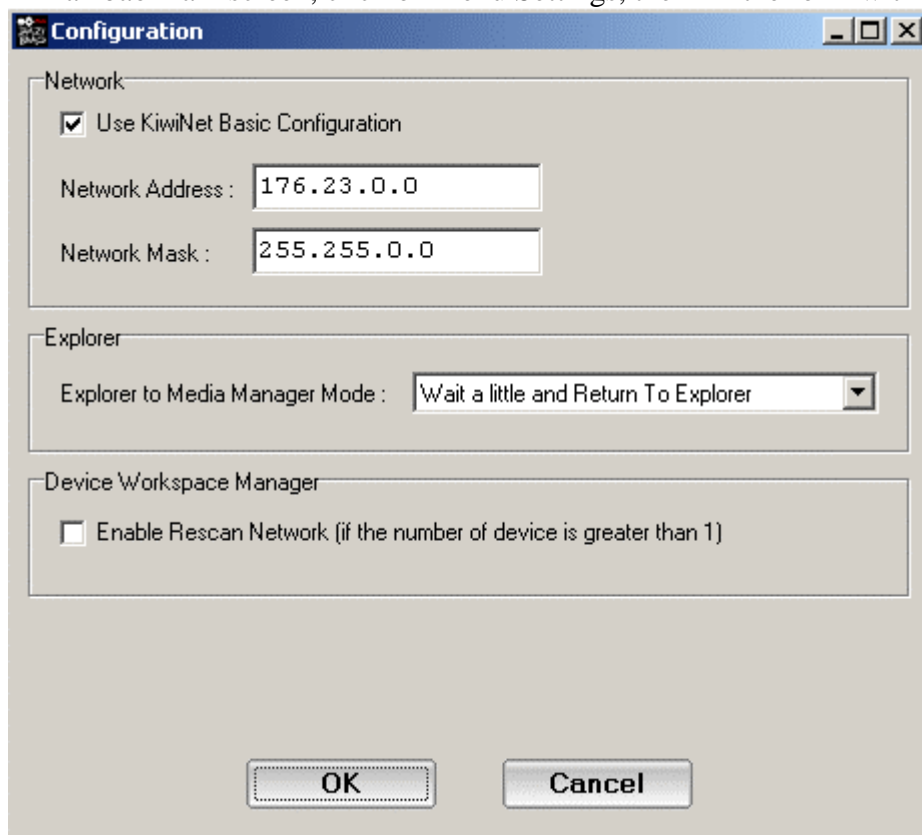 Configuration
Network
Use KiwiNet Basic Configuration
Network Address :
176.23.0.0
Network Mask :
255.255.0.0
Explorer
Explorer to Media Manager Mode :
Wait a little and Return To Explorer
Device Workspace Manager
Enable Rescan Network (if the number of device is greater than 1)
OK
Cancel